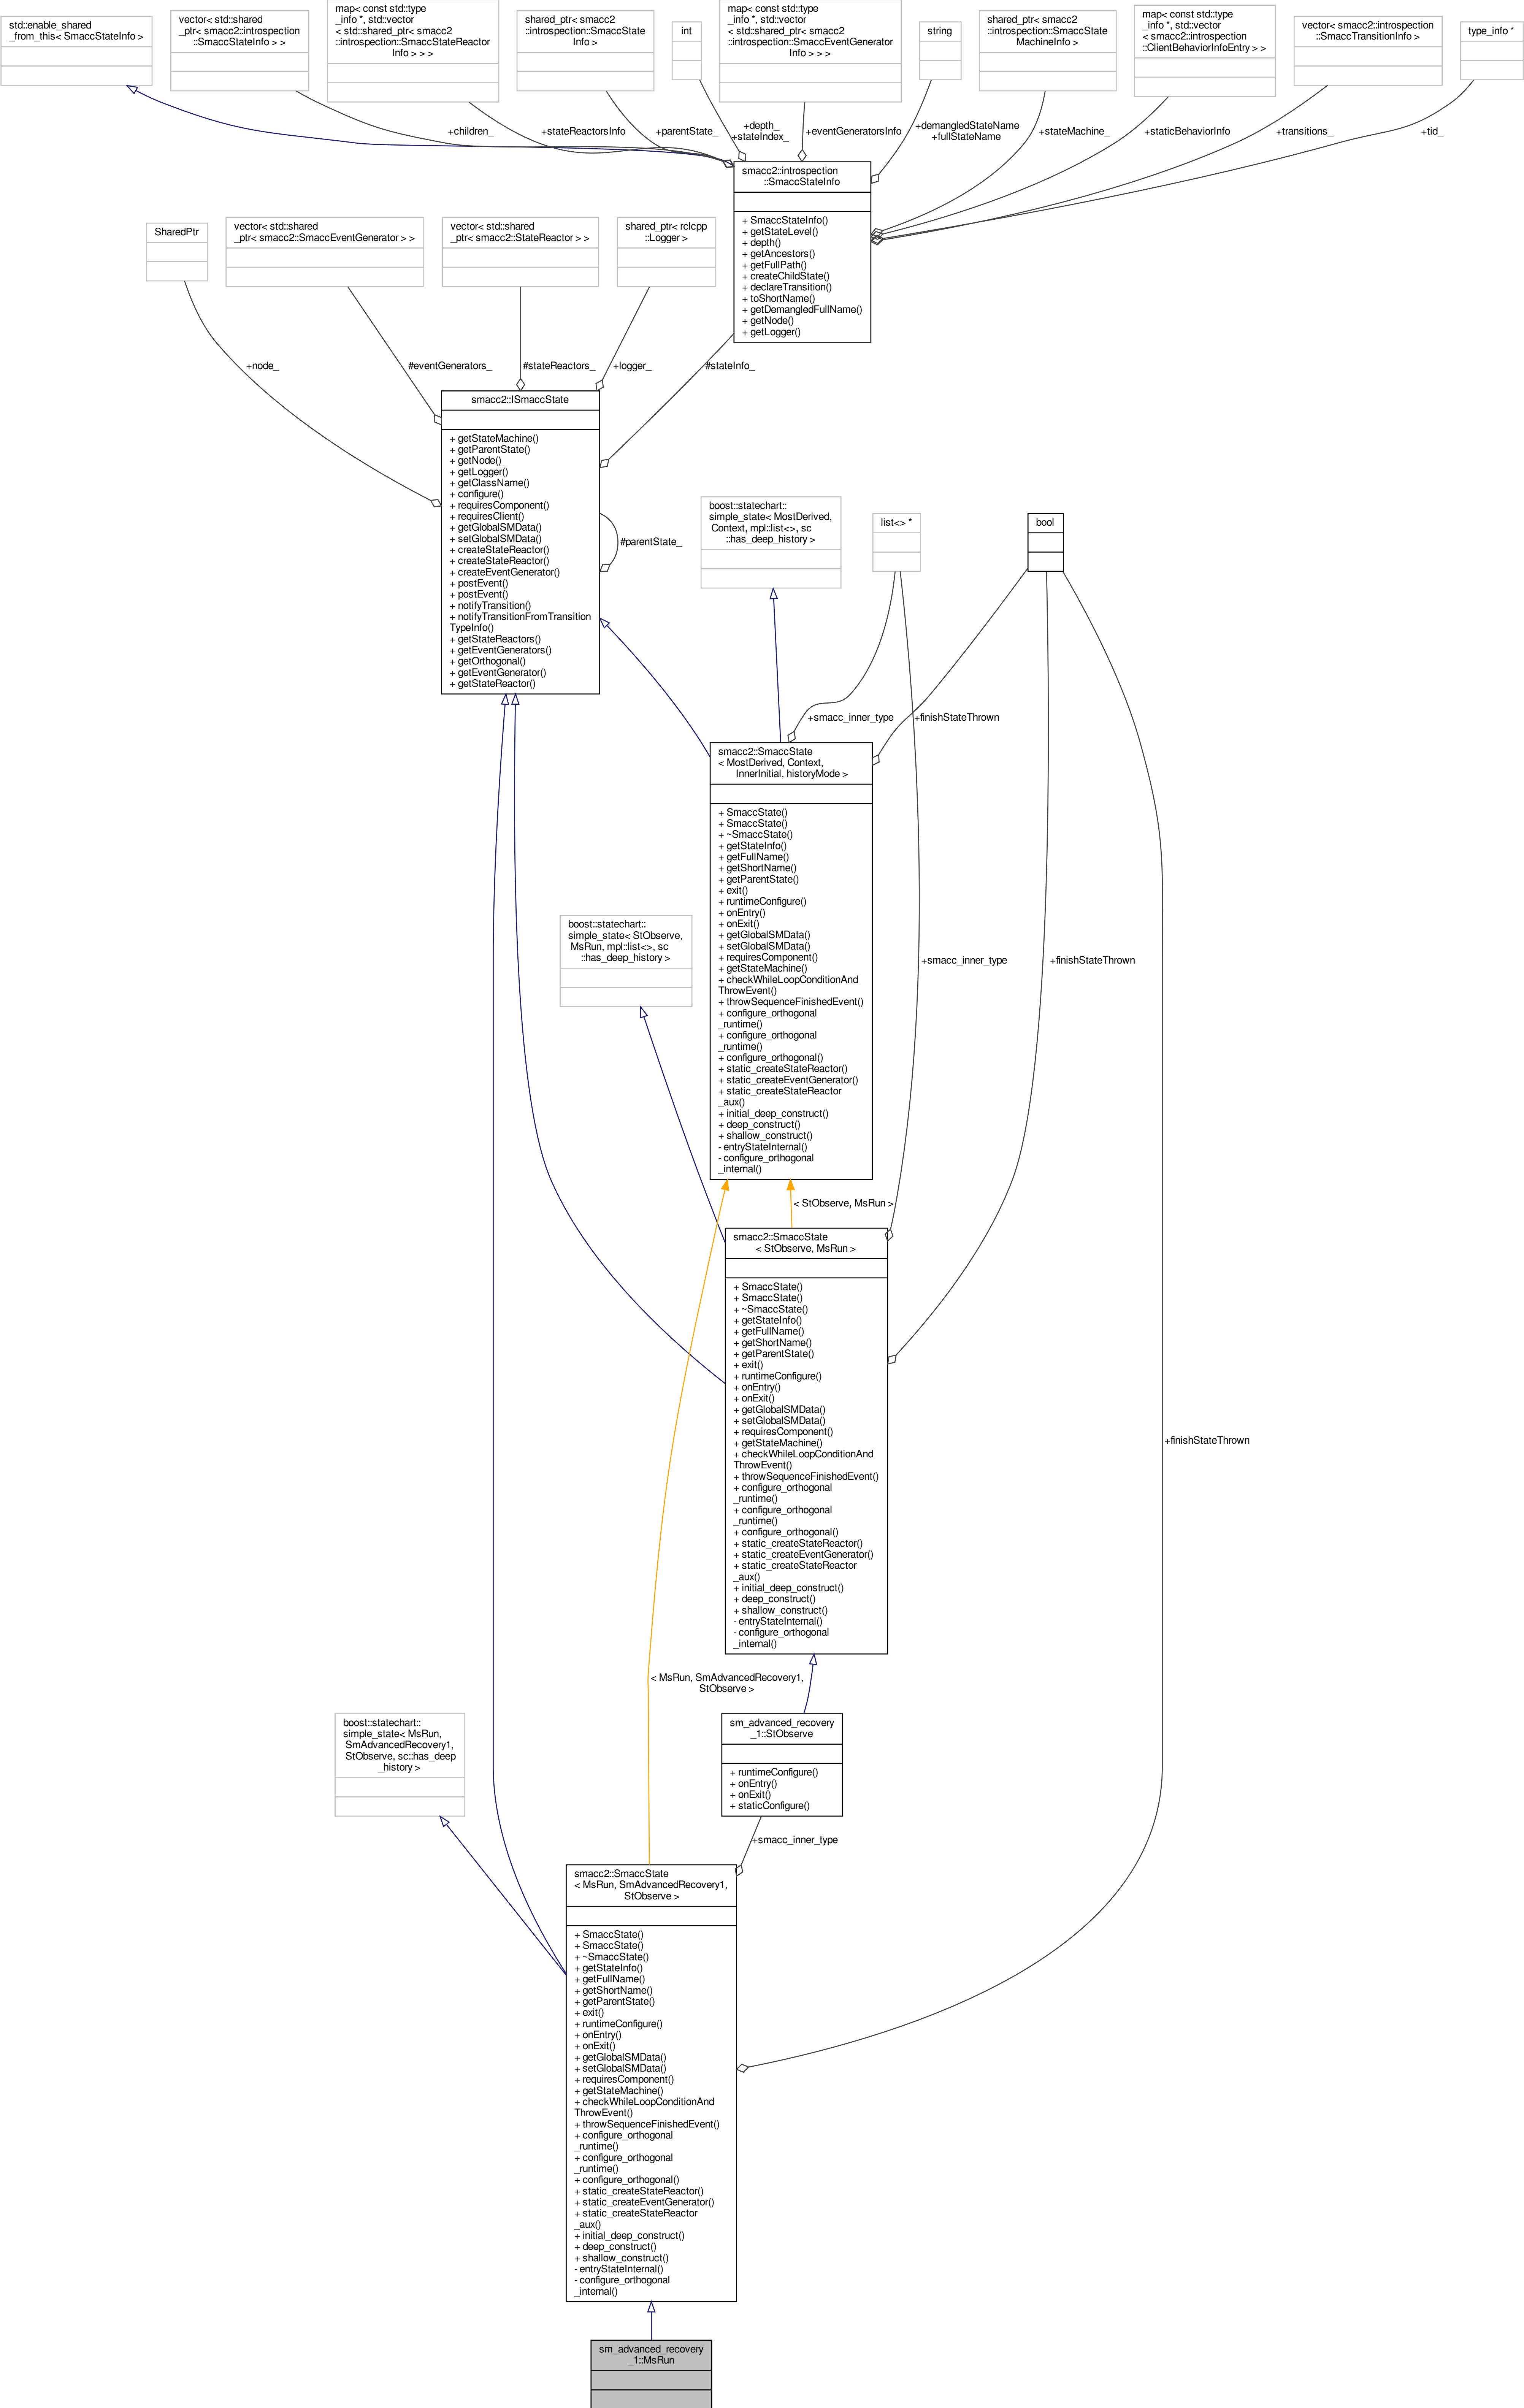 std::enable_shared
_from_this< SmaccStateInfo >
vector< std::shared
_ptr< smacc2::introspection
::SmaccStateInfo > >
map< const std::type
_info *, std::vector
< std::shared_ptr< smacc2
::introspection::SmaccStateReactor
Info > > >
shared_ptr< smacc2
::introspection::SmaccState
Info >
int
map< const std::type
_info *, std::vector
< std::shared_ptr< smacc2
::introspection::SmaccEventGenerator
Info > > >
string
shared_ptr< smacc2
::introspection::SmaccState
MachineInfo >
map< const std::type
_info *, std::vector
< smacc2::introspection
::ClientBehaviorInfoEntry > >
vector< smacc2::introspection
::SmaccTransitionInfo >
type_info *
+children_
+stateReactorsInfo
+parentState_
+depth_
+stateIndex_
+eventGeneratorsInfo
+demangledStateName
+fullStateName
+stateMachine_
+staticBehaviorInfo
+transitions_
+tid_
smacc2::introspection
::SmaccStateInfo
+ SmaccStateInfo()
+ getStateLevel()
+ depth()
+ getAncestors()
+ getFullPath()
+ createChildState()
+ declareTransition()
+ toShortName()
+ getDemangledFullName()
+ getNode()
+ getLogger()
SharedPtr
vector< std::shared
_ptr< smacc2::SmaccEventGenerator > >
vector< std::shared
_ptr< smacc2::StateReactor > >
shared_ptr< rclcpp
::Logger >
+node_
#eventGenerators_
#stateReactors_
+logger_
#stateInfo_
smacc2::ISmaccState
+ getStateMachine()
+ getParentState()
+ getNode()
+ getLogger()
+ getClassName()
+ configure()
+ requiresComponent()
+ requiresClient()
+ getGlobalSMData()
+ setGlobalSMData()
+ createStateReactor()
+ createStateReactor()
+ createEventGenerator()
+ postEvent()
+ postEvent()
+ notifyTransition()
+ notifyTransitionFromTransition
TypeInfo()
+ getStateReactors()
+ getEventGenerators()
+ getOrthogonal()
+ getEventGenerator()
+ getStateReactor()
#parentState_
boost::statechart::
simple_state< MostDerived,
Context, mpl::list<>, sc
::has_deep_history >
list<> *
bool
+smacc_inner_type
+finishStateThrown
smacc2::SmaccState
< MostDerived, Context,
InnerInitial, historyMode >
+ SmaccState()
+ SmaccState()
+ ~SmaccState()
+ getStateInfo()
+ getFullName()
+ getShortName()
+ getParentState()
+ exit()
+ runtimeConfigure()
+ onEntry()
+ onExit()
+ getGlobalSMData()
+ setGlobalSMData()
+ requiresComponent()
+ getStateMachine()
+ checkWhileLoopConditionAnd
ThrowEvent()
+ throwSequenceFinishedEvent()
+ configure_orthogonal
_runtime()
+ configure_orthogonal
_runtime()
+ configure_orthogonal()
+ static_createStateReactor()
+ static_createEventGenerator()
+ static_createStateReactor
_aux()
+ initial_deep_construct()
+ deep_construct()
+ shallow_construct()
- entryStateInternal()
- configure_orthogonal
_internal()
boost::statechart::
simple_state< StObserve,
MsRun, mpl::list<>, sc
::has_deep_history >
+smacc_inner_type
+finishStateThrown
< StObserve, MsRun >
smacc2::SmaccState
< StObserve, MsRun >
+ SmaccState()
+ SmaccState()
+ ~SmaccState()
+ getStateInfo()
+ getFullName()
+ getShortName()
+ getParentState()
+ exit()
+ runtimeConfigure()
+ onEntry()
+ onExit()
+ getGlobalSMData()
+ setGlobalSMData()
+ requiresComponent()
+ getStateMachine()
+ checkWhileLoopConditionAnd
ThrowEvent()
+ throwSequenceFinishedEvent()
+ configure_orthogonal
_runtime()
+ configure_orthogonal
_runtime()
+ configure_orthogonal()
+ static_createStateReactor()
+ static_createEventGenerator()
+ static_createStateReactor
_aux()
+ initial_deep_construct()
+ deep_construct()
+ shallow_construct()
- entryStateInternal()
- configure_orthogonal
_internal()
+finishStateThrown
< MsRun, SmAdvancedRecovery1,
StObserve >
boost::statechart::
simple_state< MsRun,
SmAdvancedRecovery1,
StObserve, sc::has_deep
_history >
sm_advanced_recovery
_1::StObserve
+ runtimeConfigure()
+ onEntry()
+ onExit()
+ staticConfigure()
+smacc_inner_type
smacc2::SmaccState
< MsRun, SmAdvancedRecovery1,
StObserve >
+ SmaccState()
+ SmaccState()
+ ~SmaccState()
+ getStateInfo()
+ getFullName()
+ getShortName()
+ getParentState()
+ exit()
+ runtimeConfigure()
+ onEntry()
+ onExit()
+ getGlobalSMData()
+ setGlobalSMData()
+ requiresComponent()
+ getStateMachine()
+ checkWhileLoopConditionAnd
ThrowEvent()
+ throwSequenceFinishedEvent()
+ configure_orthogonal
_runtime()
+ configure_orthogonal
_runtime()
+ configure_orthogonal()
+ static_createStateReactor()
+ static_createEventGenerator()
+ static_createStateReactor
_aux()
+ initial_deep_construct()
+ deep_construct()
+ shallow_construct()
- entryStateInternal()
- configure_orthogonal
_internal()
sm_advanced_recovery
_1::MsRun